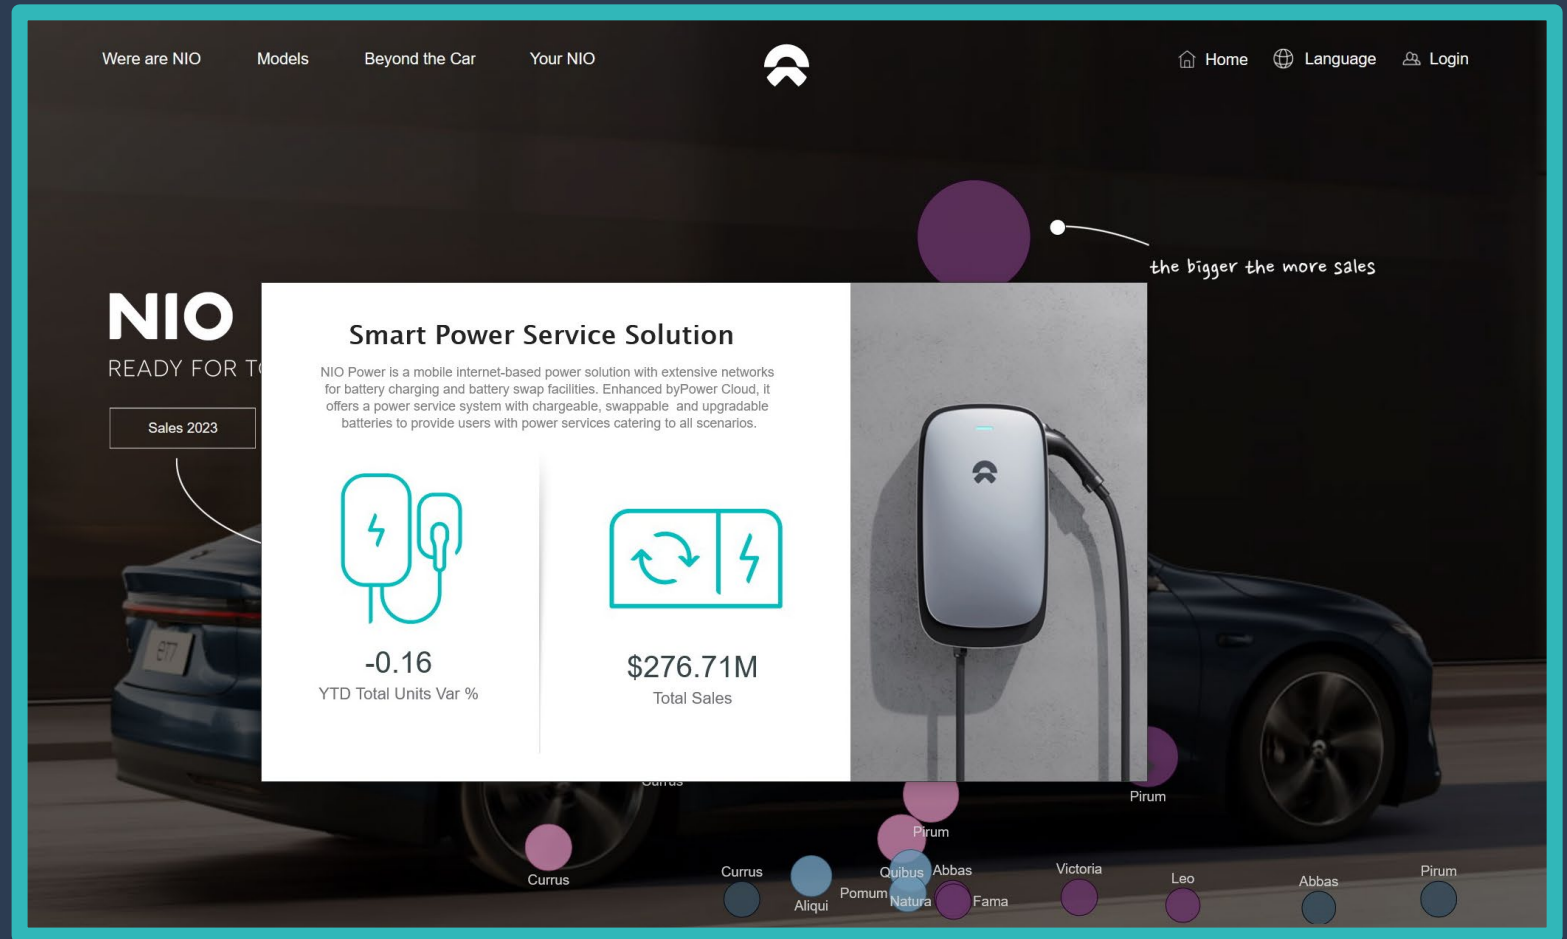 Were are NIO
Models
Beyond the Car
Your NIO
Home
Language
Login
the bigger the more sales
NIO
READY FOR
Sales 2023
Smart Power Service Solution
NIO Power is a mobile internet-based power solution with extensive networks
for battery charging and battery swap facilities. Enhanced byPower Cloud, it
offers a power service system with chargeable, swappable  and upgradable
batteries to provide users with power services catering to all scenarios.
-0.16
YTD Total Units Var %
$276.71M
Total Sales
ET7
Currus
Pirum
Pirum
Currus
Currus
Aliqui
Pomum
Quibus
Natura
Abbas
Fama
Victoria
Leo
Abbas
Pirum